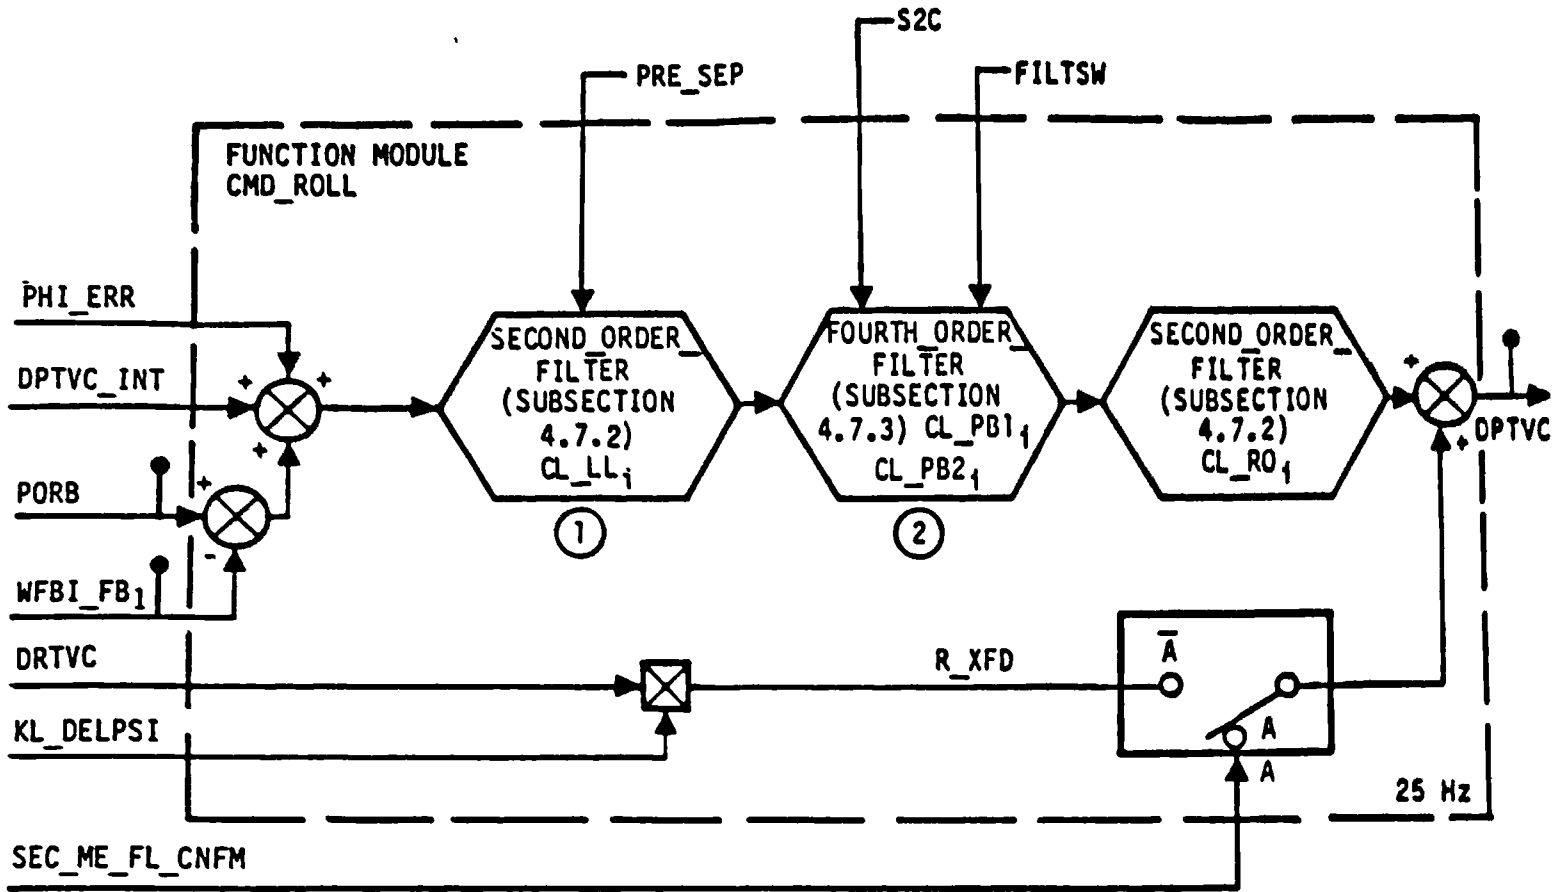 S2C
PRE_SEP
FILTSW
FUNCTION MODULE
CMD_ROLL
PHI_ERR
DPTVC_INT
+
+
+
PORB
+
-
WFBI_FB1
SECOND_ORDER_
FILTER
(SUBSECTION
4.7.2)
CL_LLi
1
FOURTH_ORDER_
FILTER
(SUBSECTION
4.7.3) CL_PB1i
CL_PB2i
2
SECOND_ORDER_
FILTER
(SUBSECTION
4.7.2)
CL_ROi
+
+
DPTVC
DRTVC
R_XFD
Ā
A
A
KL_DELPSI
25 Hz
SEC_ME_FL_CNFM